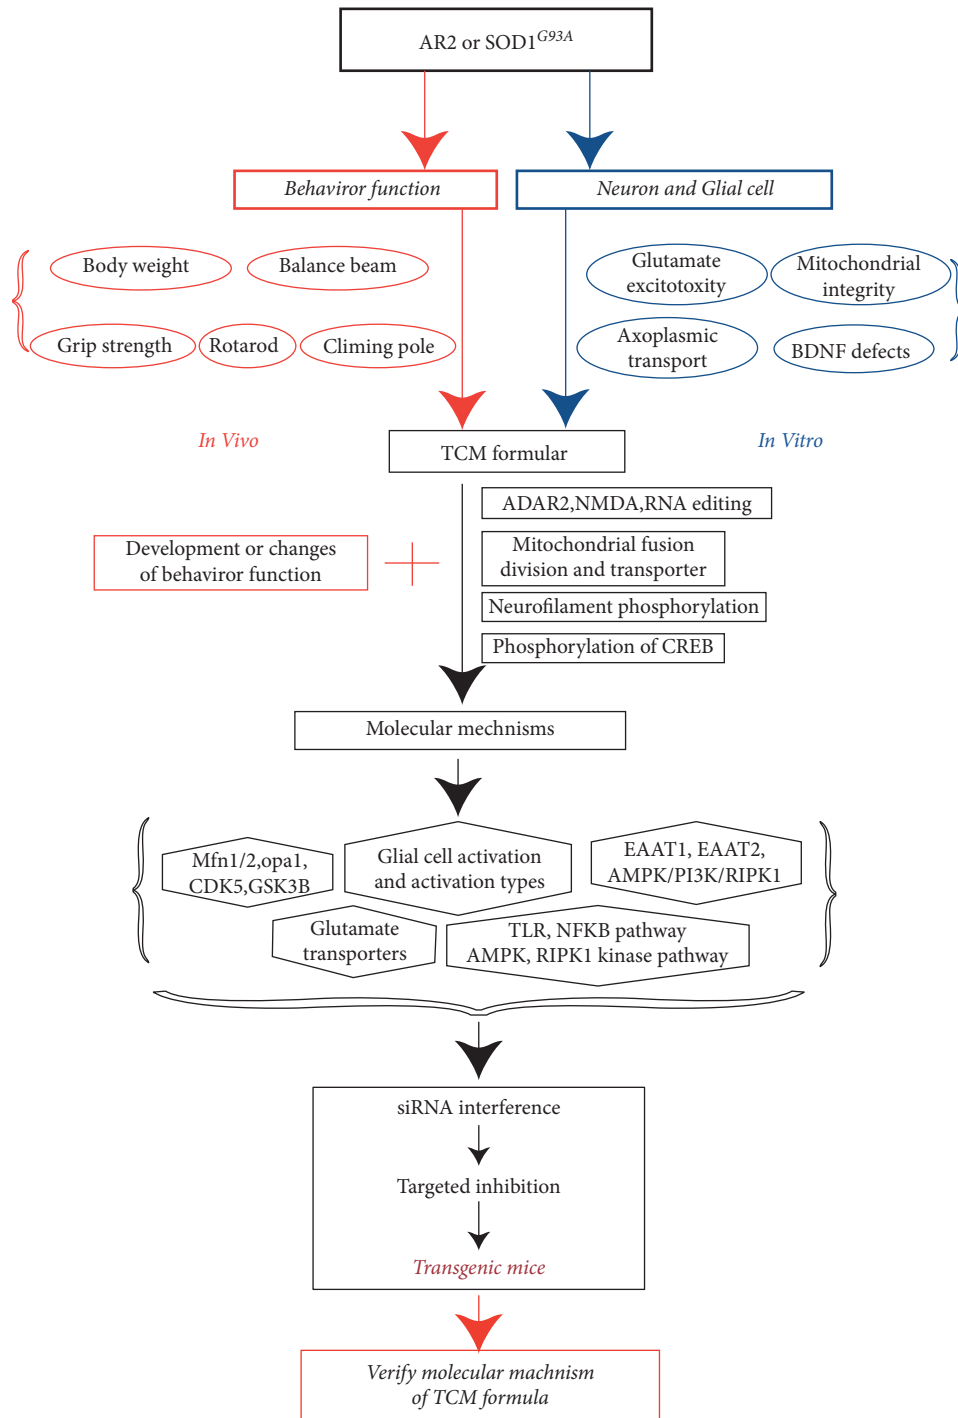 AR2 or SOD1^G93A
Behaviror function
Neuron and Glial cell
Body weight
Balance beam
Grip strength
Rotarod
Climing pole
Glutamate
excitotoxity
Mitochondrial
integrity
Axoplasmic
transport
BDNF defects
In Vivo
In Vitro
TCM formular
ADAR2,NMDA,RNA editing
Mitochondrial fusion
division and transporter
Neurofilament phosphorylation
Phosphorylation of CREB
Development or changes
of behaviror function
Molecular mechnisms
Mfn1/2,opa1,
CDK5,GSK3B
Glial cell activation
and activation types
EAAT1, EAAT2,
AMPK/PI3K/RIPK1
Glutamate
transporters
TLR, NFKB pathway
AMPK, RIPK1 kinase pathway
siRNA interference
Targeted inhibition
Transgenic mice
Verify molecular machnism
of TCM formula